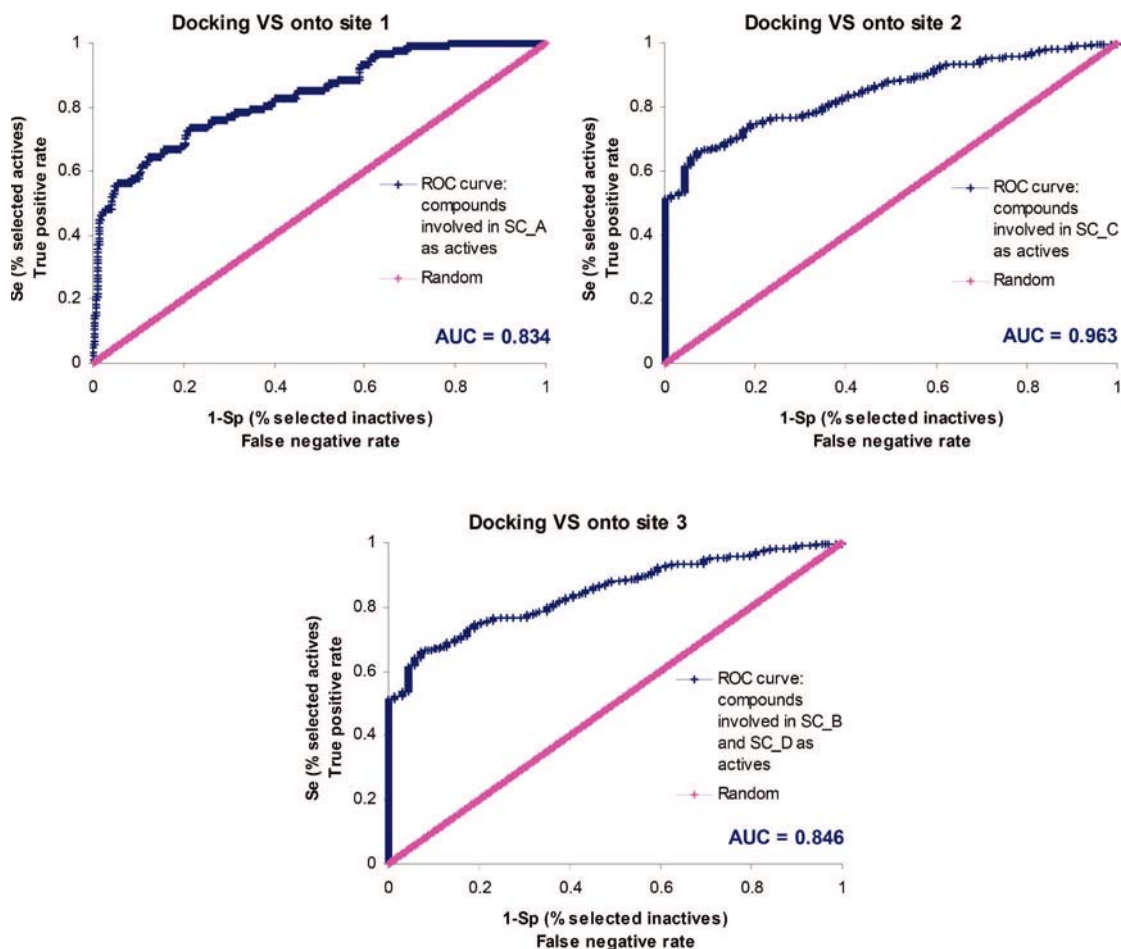 Docking VS onto site 1
Se (% selected actives)
True positive rate
1
0.8
0.6
0.4
0.2
0
0
0.2
0.4
0.6
0.8
1
ROC curve:
compounds
involved in SC_A
as actives
Random
AUC = 0.834
1-Sp (% selected inactives)
False negative rate
Docking VS onto site 2
Se (% selected actives)
True positive rate
1
0.8
0.6
0.4
0.2
0
0
0.2
0.4
0.6
0.8
1
ROC curve:
compounds
involved in SC_C
as actives
Random
AUC = 0.963
1-Sp (% selected inactives)
False negative rate
Docking VS onto site 3
Se (% selected actives)
True positive rate
1
0.8
0.6
0.4
0.2
0
0
0.2
0.4
0.6
0.8
1
ROC curve:
compounds
involved in SC_B
and SC_D as
actives
Random
AUC = 0.846
1-Sp (% selected inactives)
False negative rate